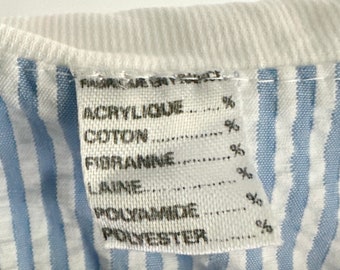 ACRYLIQUE......%
COTON............%
FIBRANNE.......%
LAINE..............%
POLYAMIDE......%
POLYESTER......%